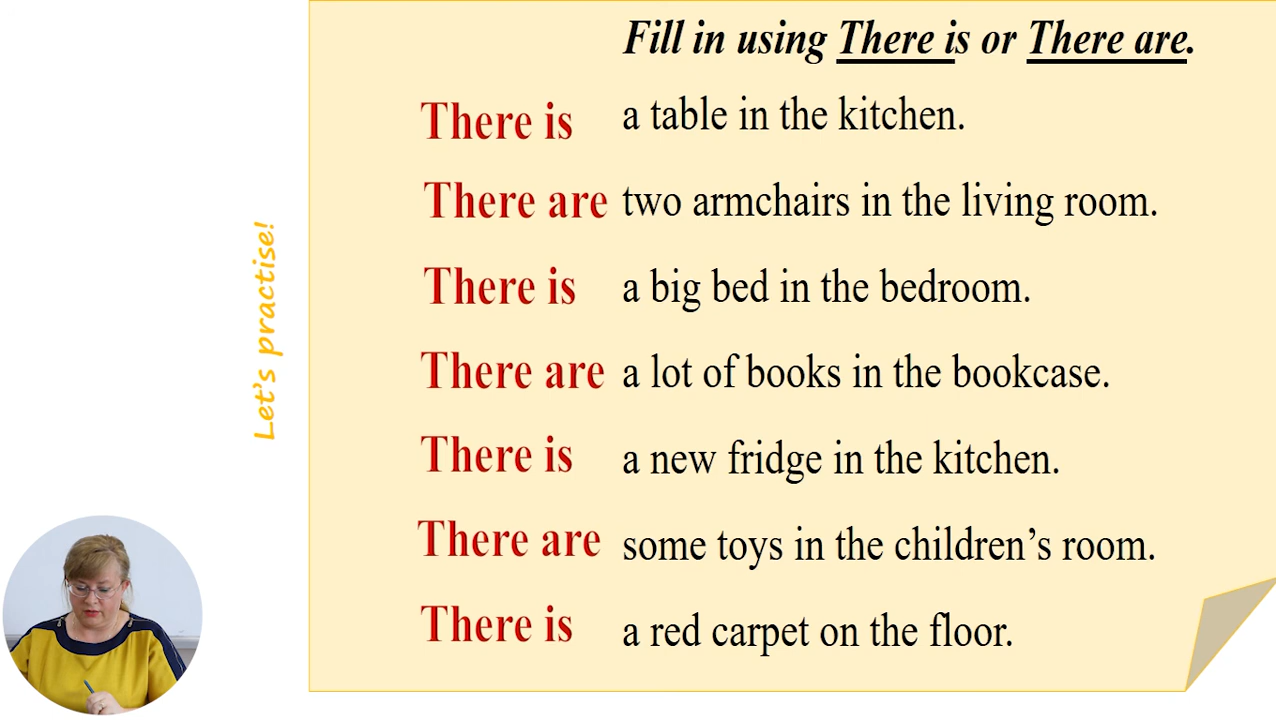 Fill in using There is or There are.
There is a table in the kitchen.
There are two armchairs in the living room.
There is a big bed in the bedroom.
There are a lot of books in the bookcase.
There is a new fridge in the kitchen.
There are some toys in the children’s room.
There is a red carpet on the floor.
Let’s practise!